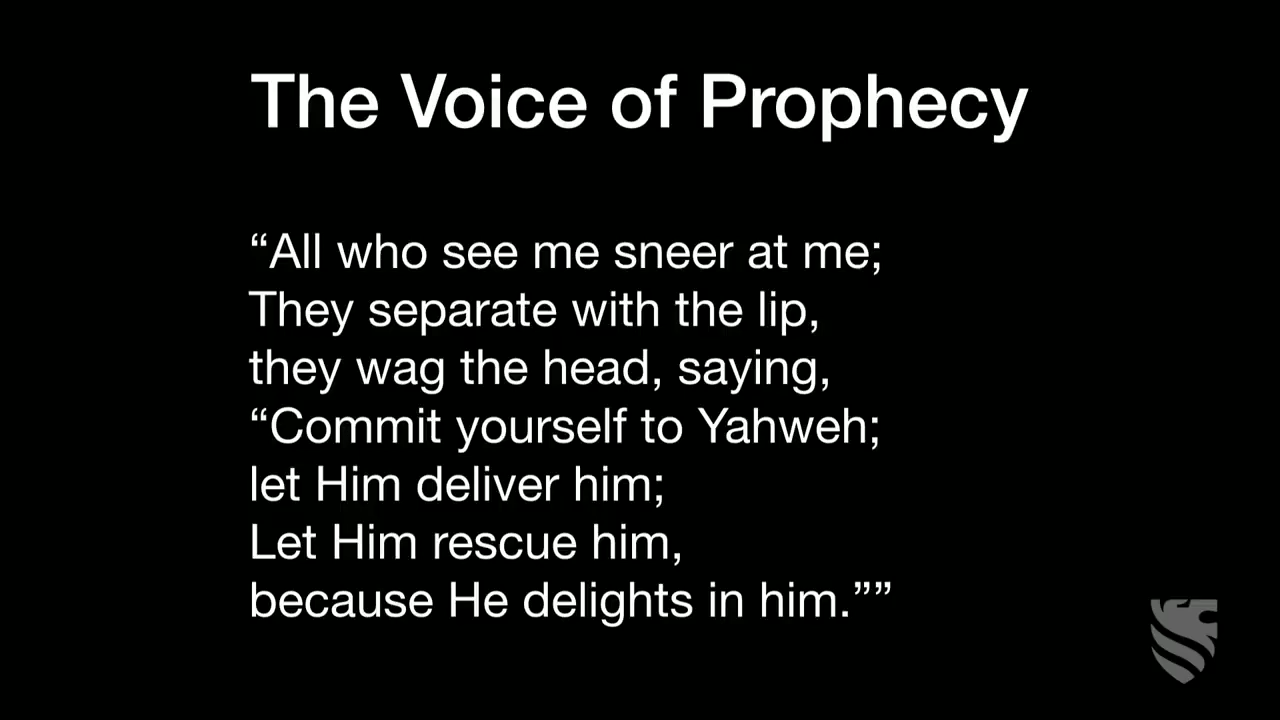 The Voice of Prophecy
“All who see me sneer at me;
They separate with the lip,
they wag the head, saying,
“Commit yourself to Yahweh;
let Him deliver him;
Let Him rescue him,
because He delights in him.””